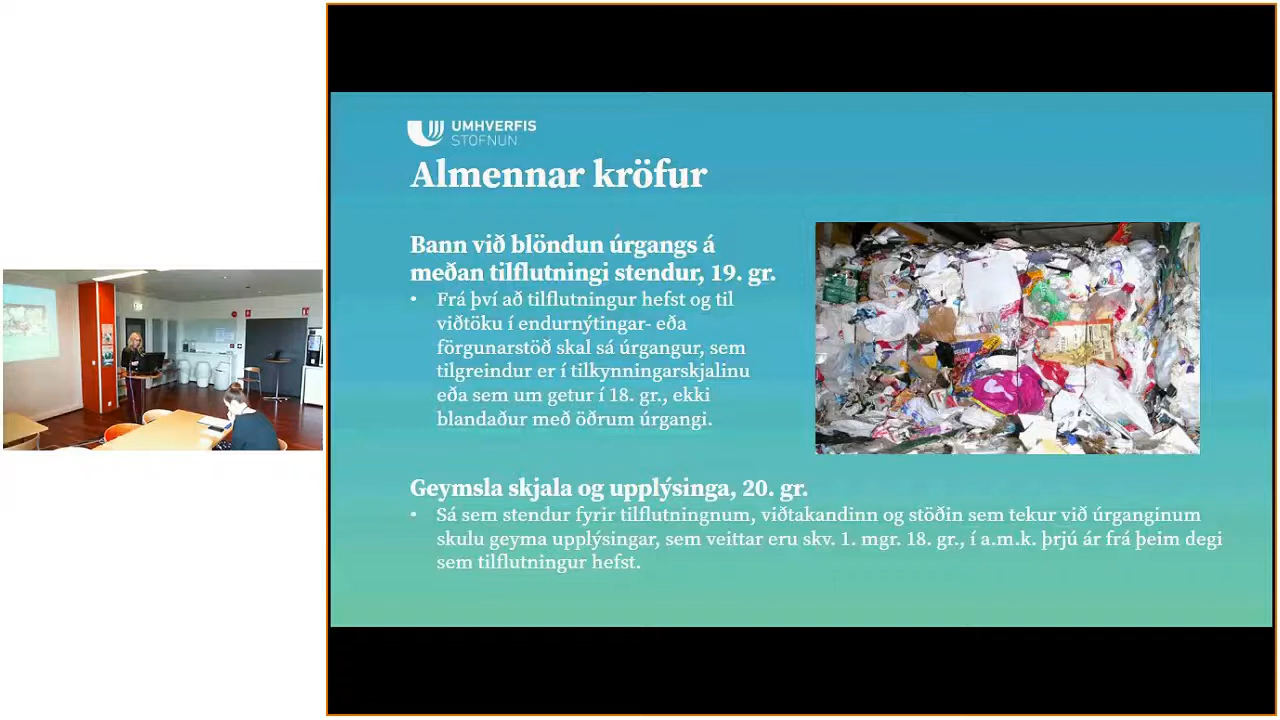 UMHVERFIS
STOFNUN
Almennar kröfur
Bann við blöndun úrgangs á
meðan tilflutningi stendur, 19. gr.
• Frá því að tilflutningur hefst og til
viðtöku í endurnýtingar- eða
förgunarstöð skal sá úrgangur, sem
tilgreindur er í tilkynningarskjalinu
eða sem um getur í 18. gr., ekki
blandaður með öðrum úrgangi.
Geymsla skjala og upplýsinga, 20. gr.
• Sá sem stendur fyrir tilflutningnum, viðtakandinn og stöðin sem tekur við úrganginum
skulu geyma upplýsingar, sem veittar eru skv. 1. mgr. 18. gr., í a.m.k. þrjú ár frá þeim degi
sem tilflutningur hefst.